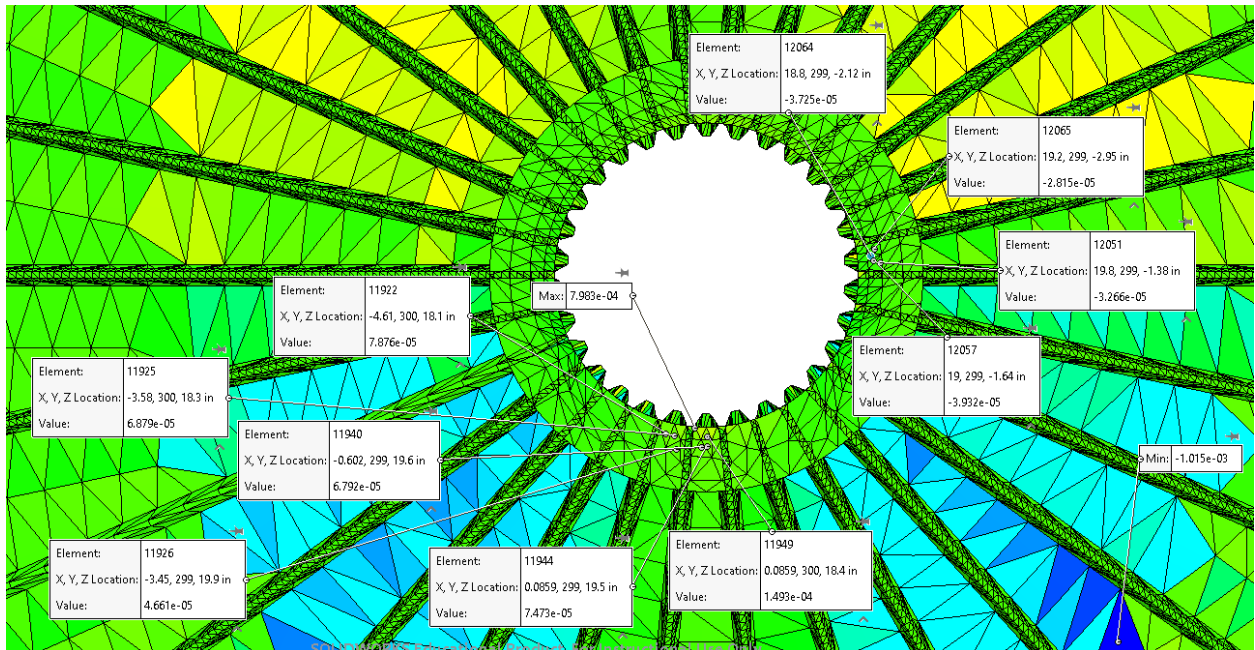 Element: 12064
X, Y, Z Location: 18.8, 299, -2.12 in
Value: -3.725e-05
Element: 12065
X, Y, Z Location: 19.2, 299, -2.95 in
Value: -2.815e-05
Element: 12051
X, Y, Z Location: 19.8, 299, -1.38 in
Value: -3.266e-05
Element: 11922
X, Y, Z Location: -4.61, 300, 18.1 in
Value: 7.876e-05
Max: 7.983e-04
Element: 12057
X, Y, Z Location: 19, 299, -1.64 in
Value: -3.932e-05
Element: 11925
X, Y, Z Location: -3.58, 300, 18.3 in
Value: 6.879e-05
Element: 11940
X, Y, Z Location: -0.602, 299, 19.6 in
Value: 6.792e-05
Min: -1.015e-03
Element: 11926
X, Y, Z Location: -3.45, 299, 19.9 in
Value: 4.661e-05
Element: 11944
X, Y, Z Location: 0.0859, 299, 19.5 in
Value: 7.473e-05
Element: 11949
X, Y, Z Location: 0.0859, 300, 18.4 in
Value: 1.493e-04